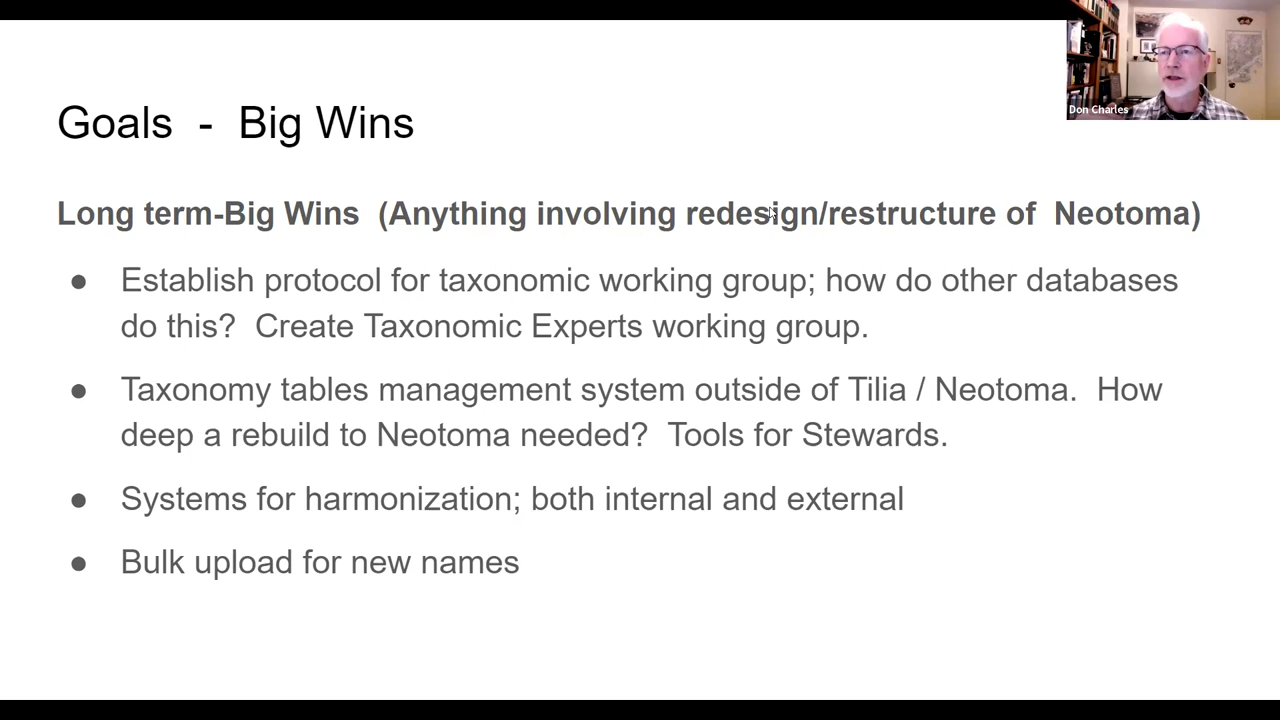 Don Charles
Goals - Big Wins
Long term-Big Wins (Anything involving redesign/restructure of Neotoma)
● Establish protocol for taxonomic working group; how do other databases
do this? Create Taxonomic Experts working group.
● Taxonomy tables management system outside of Tilia / Neotoma. How
deep a rebuild to Neotoma needed? Tools for Stewards.
● Systems for harmonization; both internal and external
● Bulk upload for new names